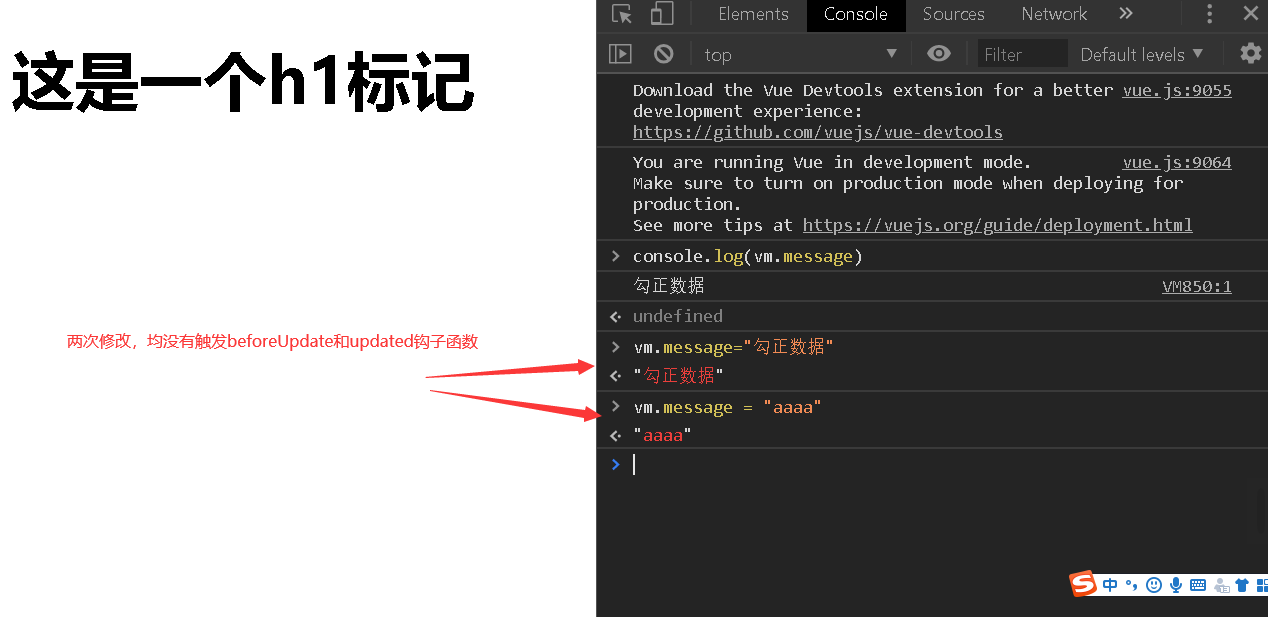 这是一个h1标记
两次修改，均没有触发beforeUpdate和updated钩子函数
Elements Console Sources Network »
top Filter Default levels
Download the Vue Devtools extension for a better vue.js:9055
development experience:
https://github.com/vuejs/vue-devtools
You are running Vue in development mode. vue.js:9064
Make sure to turn on production mode when deploying for
production.
See more tips at https://vuejs.org/guide/deployment.html
> console.log(vm.message)
勾正数据 VM850:1
undefined
> vm.message="勾正数据"
"勾正数据"
> vm.message = "aaaa"
"aaaa"
>
S 中 °,